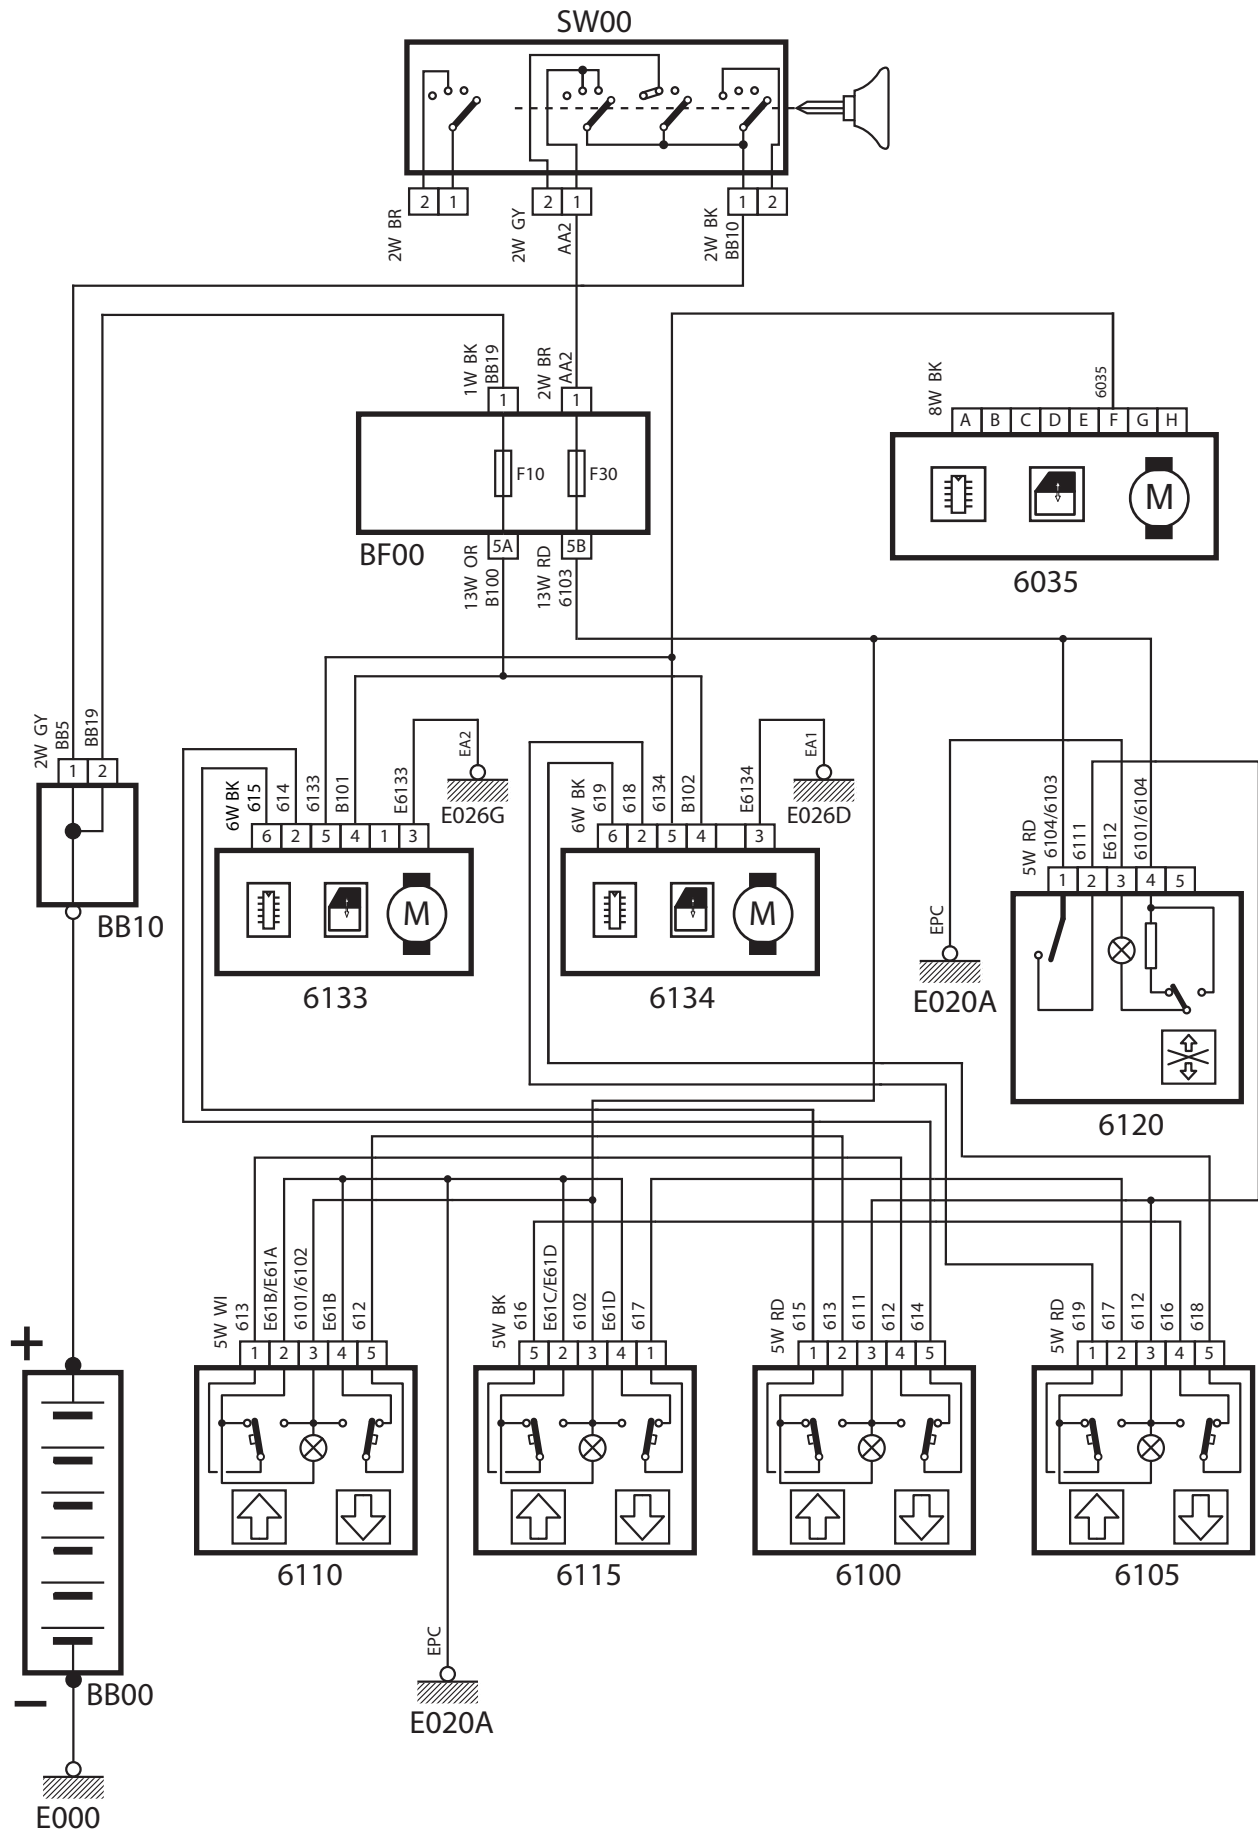 SW00
2 1 2 1 1 2
2W BR
2W GY
AA2
2W BK
BB10
1W BK
BB19
2W BR
AA2
8W BK
6035
1 1
A B C D E F G H
F10 F30
M
BF00
5A 5B
6035
13W OR
B100
13W RD
6103
2W GY
BB5
BB19
1 2
BB10
EA2
E026G
EA1
E026D
6W BK
615
614
6133
B101
E6133
6 2 5 4 1 3
M
6133
6W BK
619
618
6134
B102
E6134
6 2 5 4 3
M
6134
5W RD
6104/6103
6111
E612
6101/6104
1 2 3 4 5
EPC
E020A
6120
5W WI
613
E61B/E61A
6101/6102
E61B
612
1 2 3 4 5
6110
5W BK
616
E61C/E61D
6102
E61D
617
5 2 3 4 1
6115
5W RD
615
613
6111
612
614
1 2 3 4 5
6100
5W RD
619
617
6112
616
618
1 2 3 4 5
6105
+
–
BB00
EPC
E020A
E000